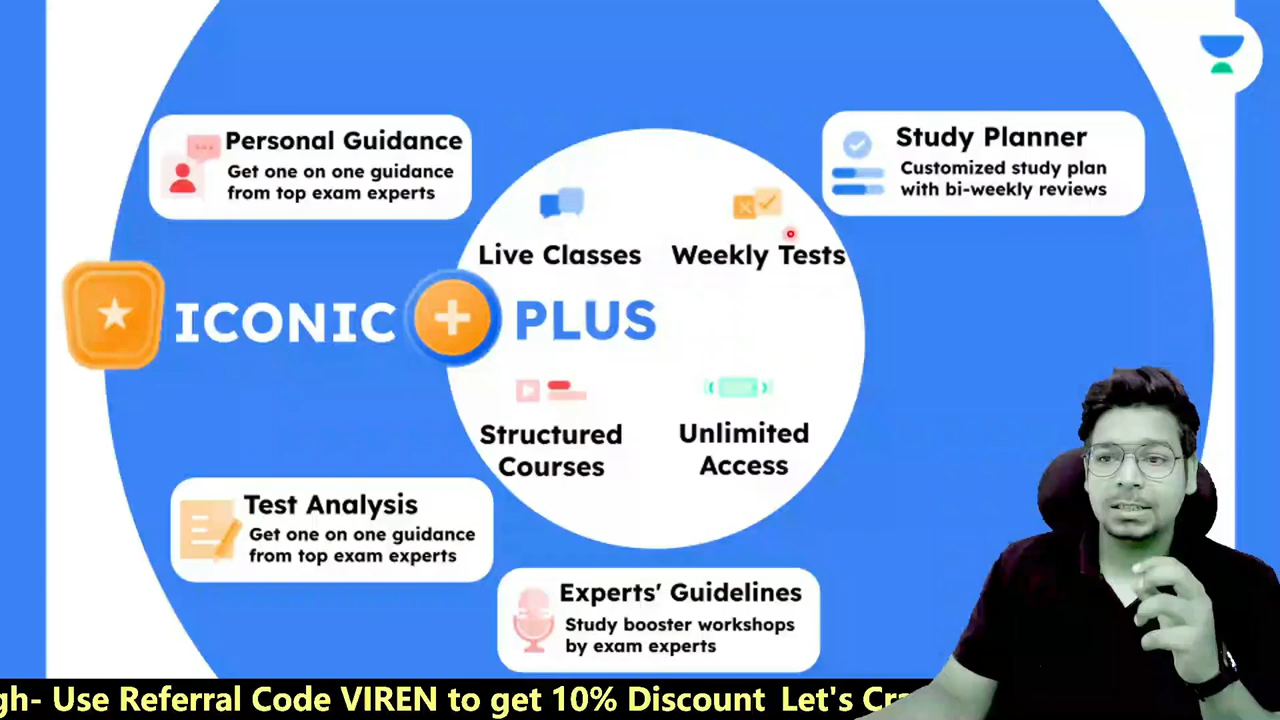 Personal Guidance
Get one on one guidance
from top exam experts
Study Planner
Customized study plan
with bi-weekly reviews
Live Classes
Weekly Tests
ICONIC
PLUS
Structured
Courses
Unlimited
Access
Test Analysis
Get one on one guidance
from top exam experts
Experts' Guidelines
Study booster workshops
by exam experts
Use Referral Code VIREN to get 10% Discount Let's